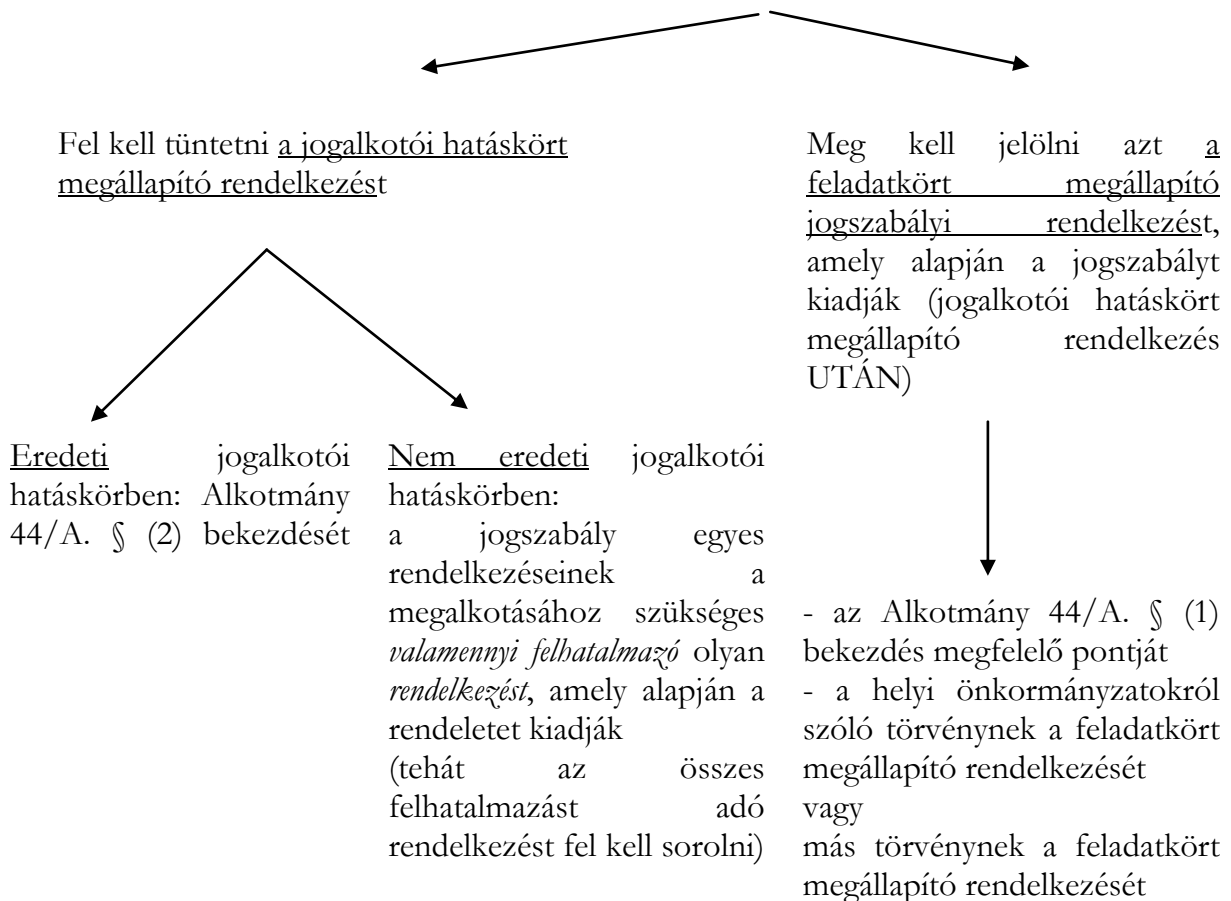 Fel kell tüntetni a jogalkotói hatáskört
megállapító rendelkezést
Meg kell jelölni azt a
feladatkört megállapító
jogszabályi rendelkezést,
amely alapján a jogszabályt
kiadják (jogalkotói hatáskört
megállapító rendelkezés
UTÁN)
Eredeti jogalkotói
hatáskörben: Alkotmány
44/A. § (2) bekezdését
Nem eredeti jogalkotói
hatáskörben:
a jogszabály egyes
rendelkezéseinek a
megalkotásához szükséges
valamennyi felhatalmazó olyan
rendelkezést, amely alapján a
rendeletet kiadják
(tehát az összes
felhatalmazást adó
rendelkezést fel kell sorolni)
- az Alkotmány 44/A. § (1)
bekezdés megfelelő pontját
- a helyi önkormányzatokról
szóló törvénynek a feladatkört
megállapító rendelkezését
vagy
más törvénynek a feladatkört
megállapító rendelkezését